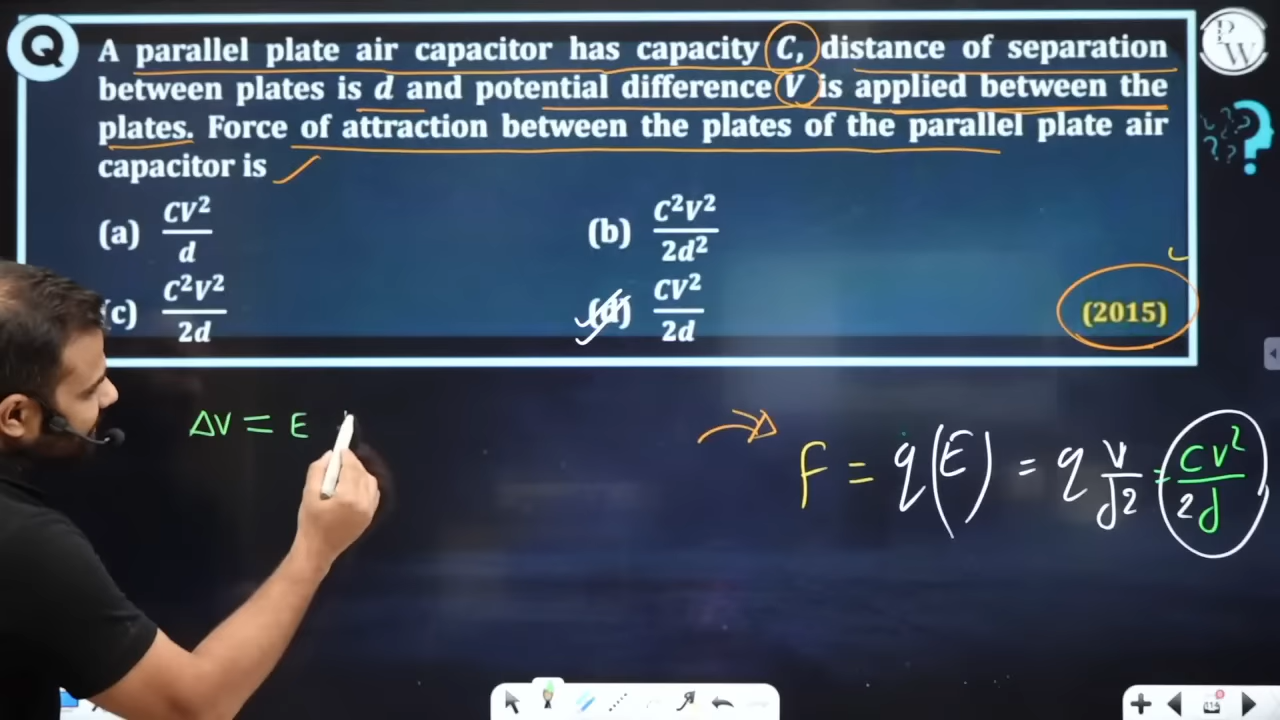 Q
A parallel plate air capacitor has capacity C, distance of separation
between plates is d and potential difference V is applied between the
plates. Force of attraction between the plates of the parallel plate air
capacitor is
(a) CV²/d
(b) C²V²/2d²
(c) C²V²/2d
(d) CV²/2d
(2015)
PW
ΔV = E
F = q(E) = q V/d2 = CV²/2d